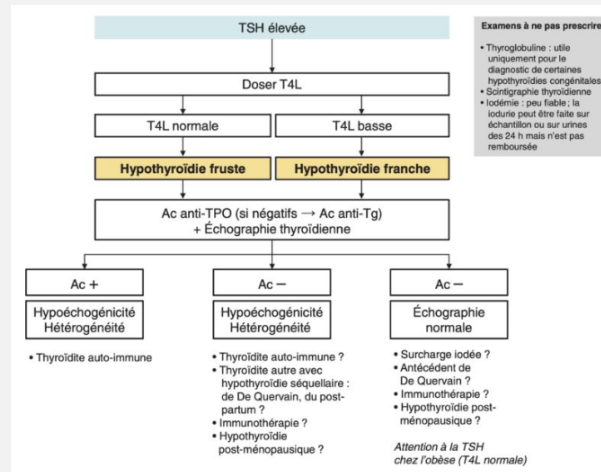 TSH élevée
Doser T4L
T4L normale
T4L basse
Hypothyroïdie fruste
Hypothyroïdie franche
Ac anti-TPO (si négatifs → Ac anti-Tg)
+ Échographie thyroïdienne
Ac +
Hypoéchogénicité
Hétérogénéité
• Thyroïdite auto-immune
Ac –
Hypoéchogénicité
Hétérogénéité
• Thyroïdite auto-immune ?
• Thyroïdite autre avec
hypothyroïdie séquellaire :
de De Quervain, du post-
partum ?
• Immunothérapie ?
• Hypothyroïdie
post-ménopausique ?
Ac –
Échographie
normale
• Surcharge iodée ?
• Antécédent de
De Quervain ?
• Immunothérapie ?
• Hypothyroïdie post-
ménopausique ?
Attention à la TSH
chez l'obèse (T4L normale)
Examens à ne pas prescrire
• Thyroglobuline : utile
uniquement pour le
diagnostic de certaines
hypothyroïdies congénitales
• Scintigraphie thyroïdienne
• Iodémie : peu fiable ; la
iodurie peut être faite sur
échantillon ou sur urines
des 24 h mais n'est pas
remboursée